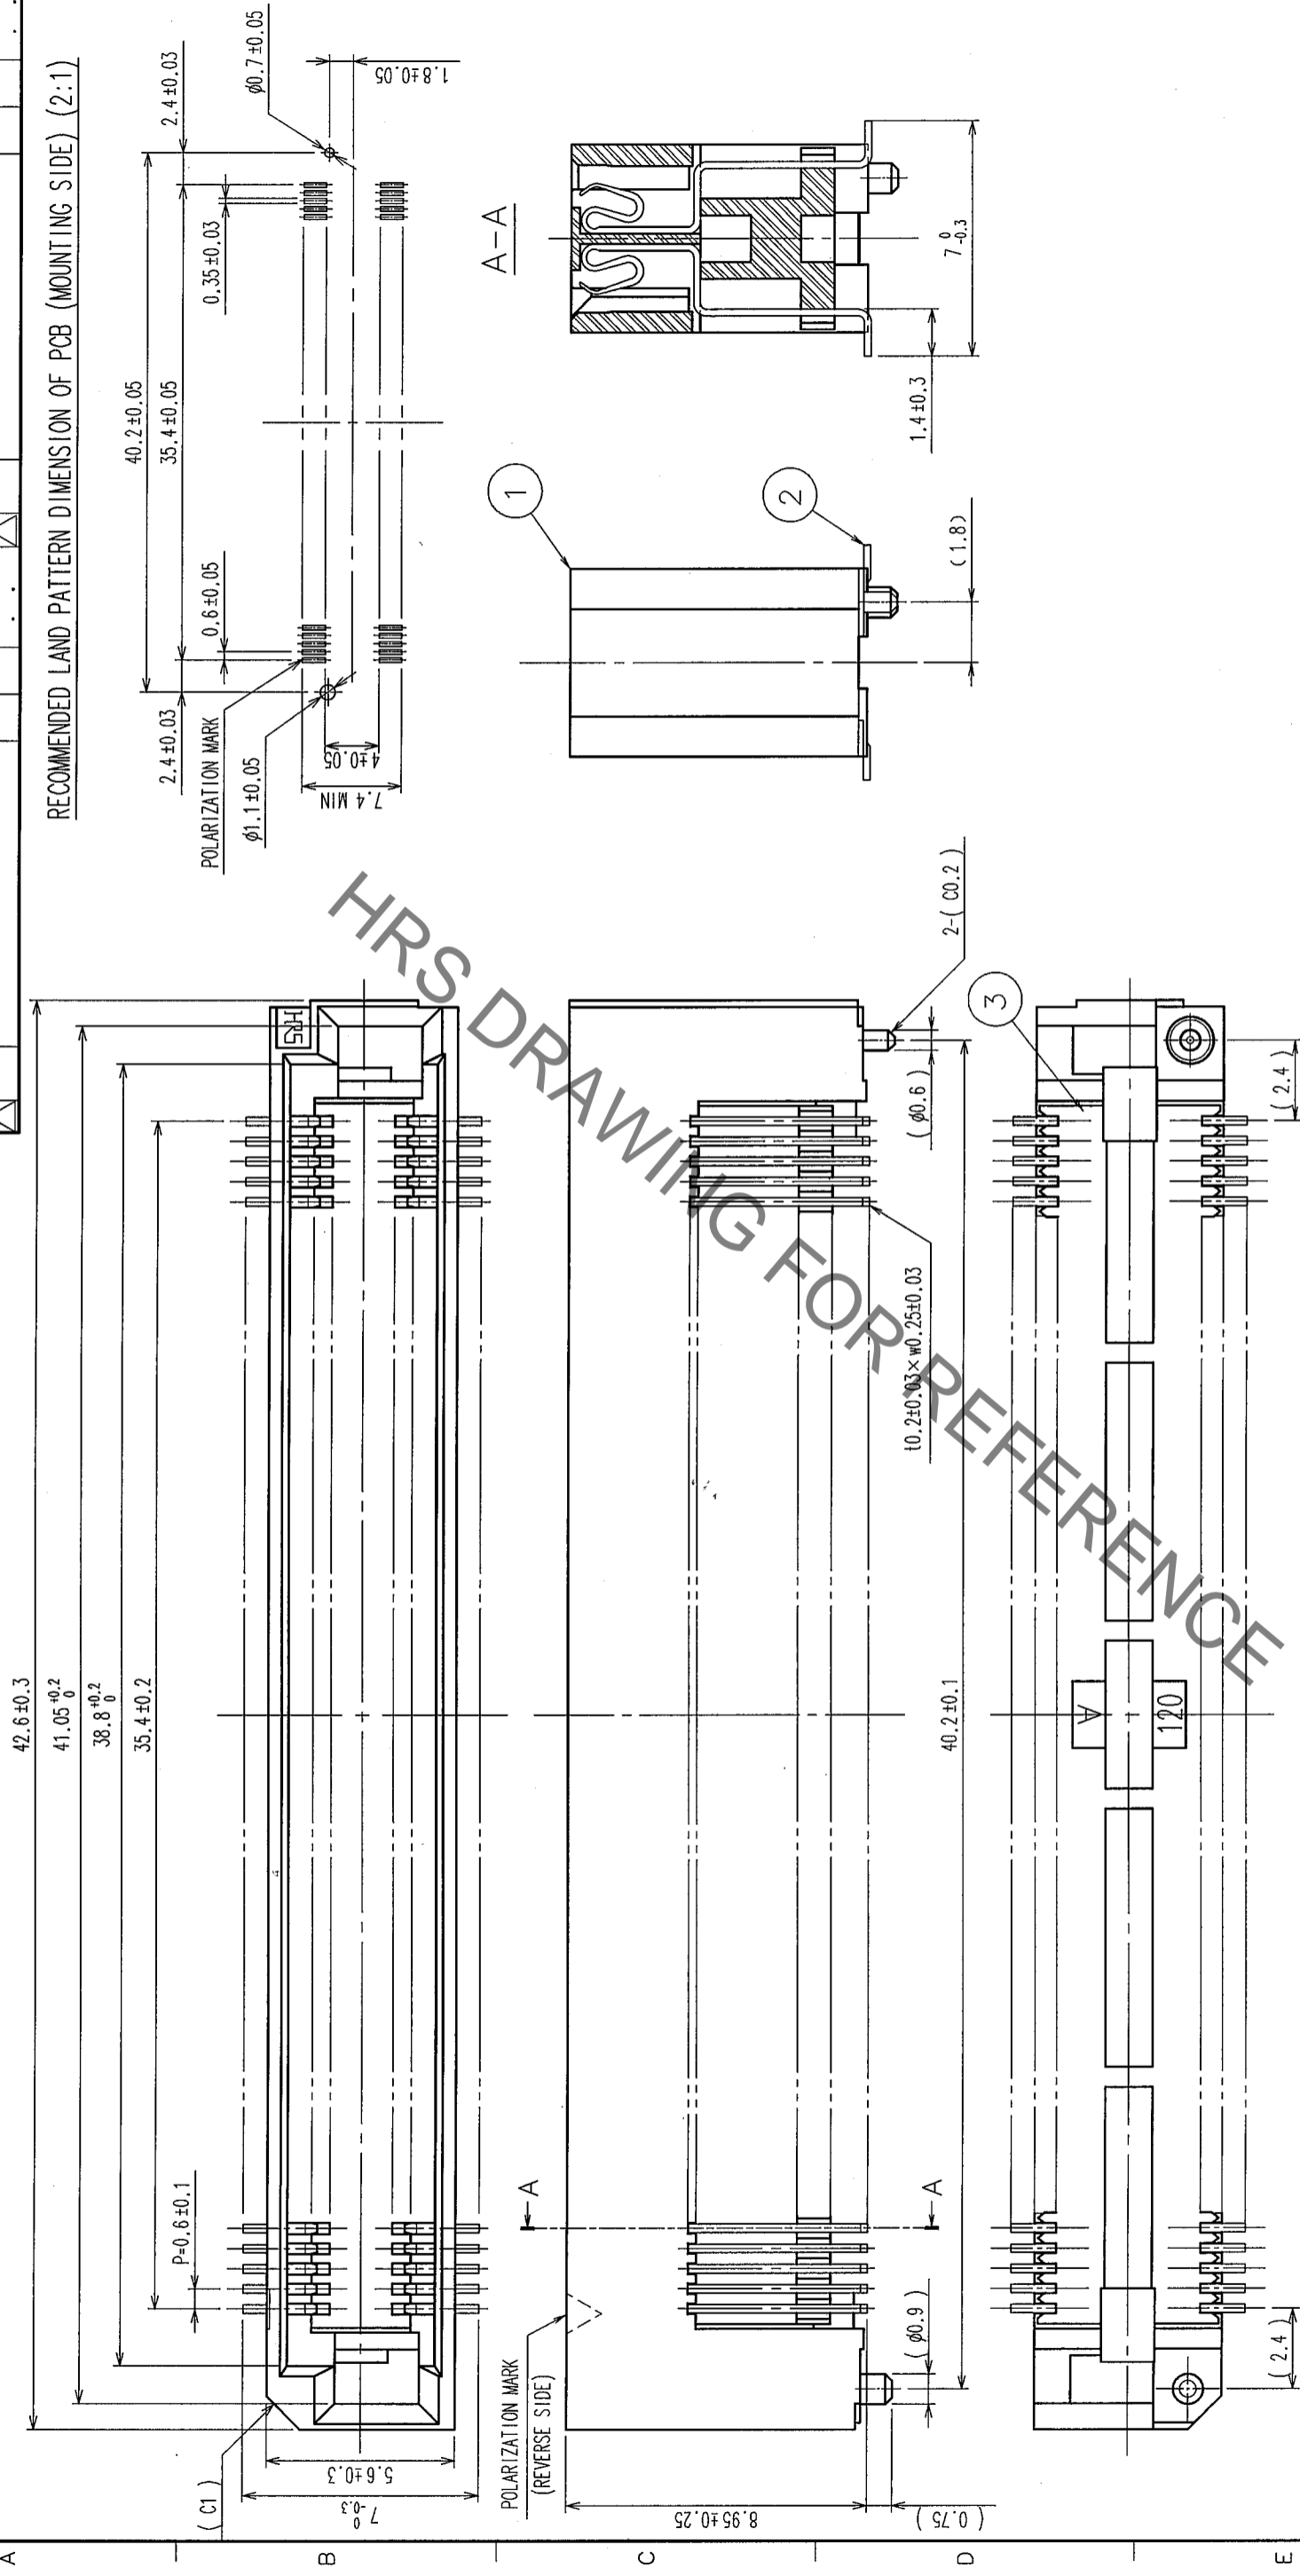 RECOMMENDED LAND PATTERN DIMENSION OF PCB (MOUNTING SIDE) (2:1)
40.2±0.05
35.4±0.05
2.4±0.03
0.6±0.05
0.35±0.03
2.4±0.03
φ0.7±0.05
1.8±0.05
POLARIZATION MARK
φ1.1±0.05
4±0.05
7.4 MIN
A-A
1
2
(1.8)
1.4±0.3
7 0 -0.3
42.6±0.3
41.05 +0.2 0
38.8 +0.2 0
35.4±0.2
P=0.6±0.1
HRS
(C1)
5.6±0.3
7 0 -0.3
POLARIZATION MARK
(REVERSE SIDE)
A
A
8.95±0.25
(0.75)
(φ0.9)
(φ0.6)
2-(C0.2)
t0.2±0.03×w0.25±0.03
40.2±0.1
3
(2.4)
(2.4)
A
120
HRS DRAWING FOR REFERENCE
A
B
C
D
E